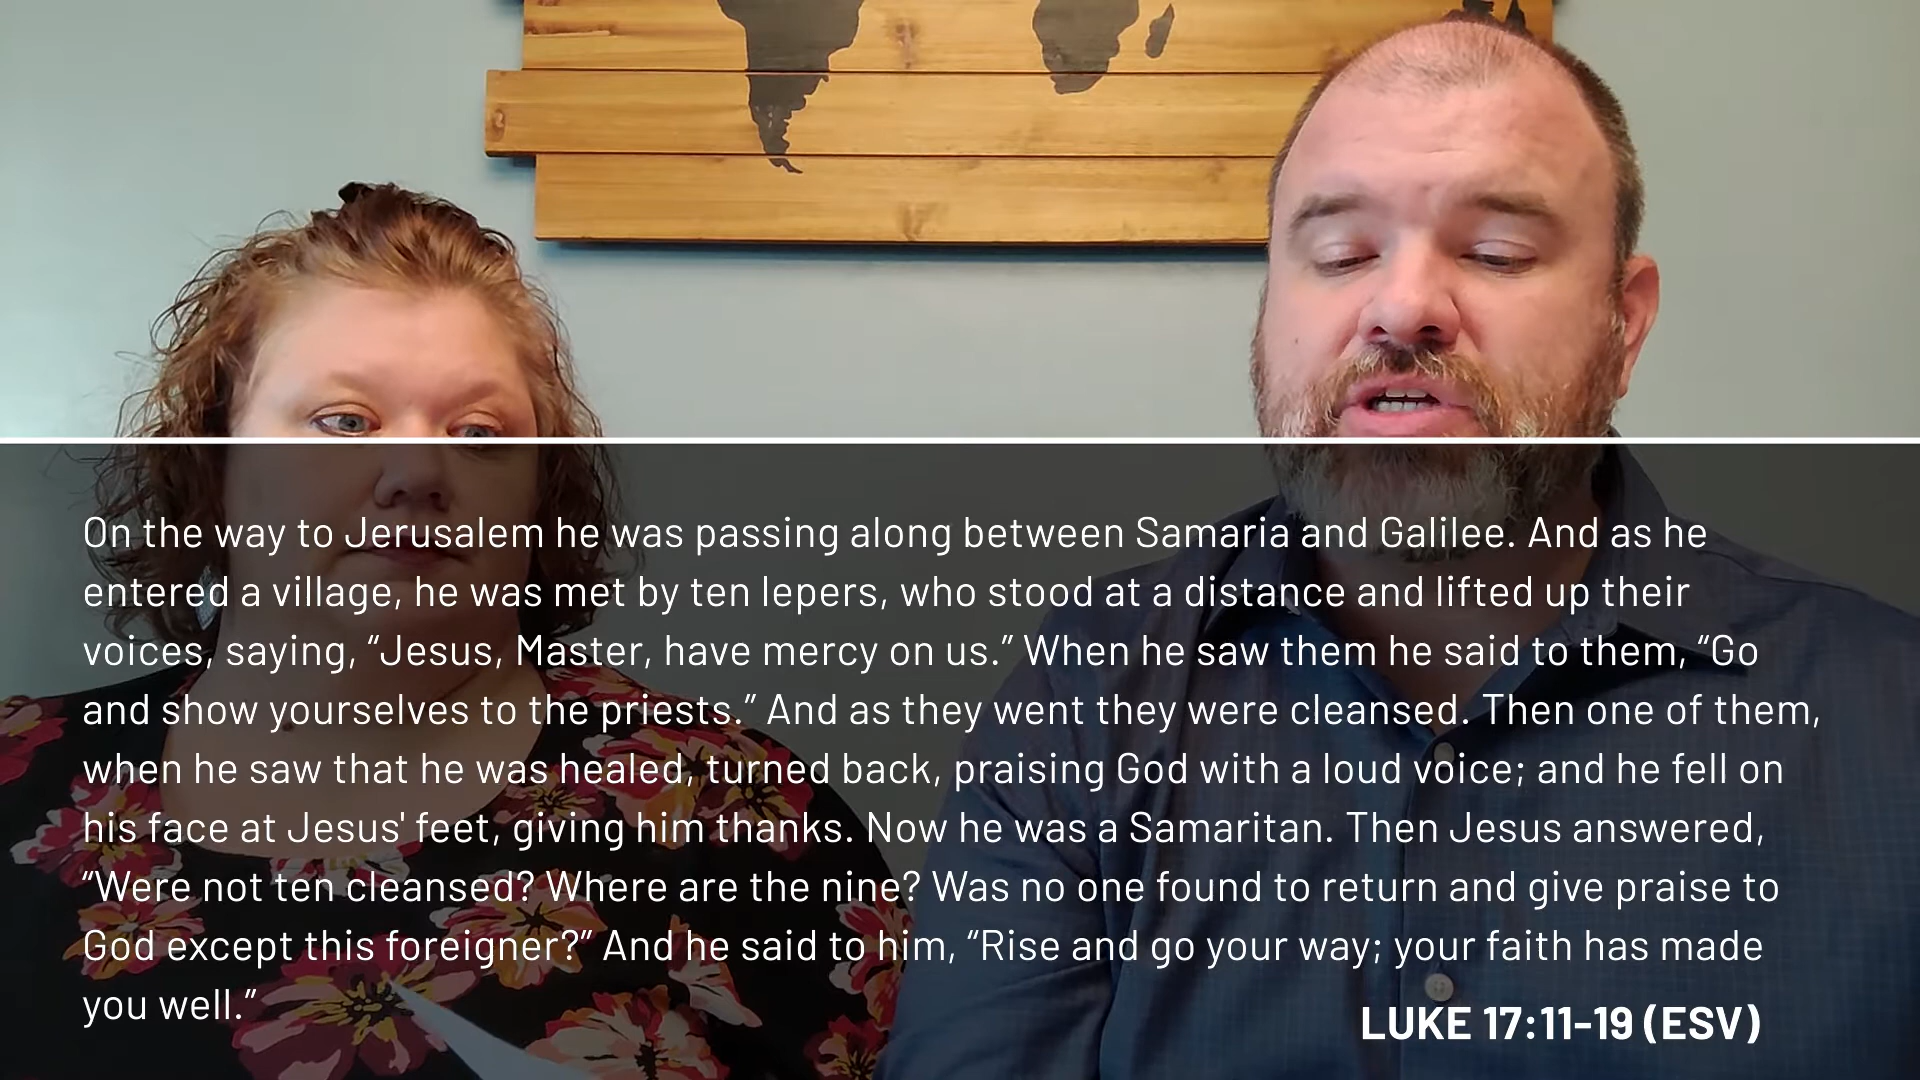 On the way to Jerusalem he was passing along between Samaria and Galilee. And as he
entered a village, he was met by ten lepers, who stood at a distance and lifted up their
voices, saying, “Jesus, Master, have mercy on us.” When he saw them he said to them, “Go
and show yourselves to the priests.” And as they went they were cleansed. Then one of them,
when he saw that he was healed, turned back, praising God with a loud voice; and he fell on
his face at Jesus' feet, giving him thanks. Now he was a Samaritan. Then Jesus answered,
“Were not ten cleansed? Where are the nine? Was no one found to return and give praise to
God except this foreigner?” And he said to him, “Rise and go your way; your faith has made
you well.”
LUKE 17:11-19 (ESV)